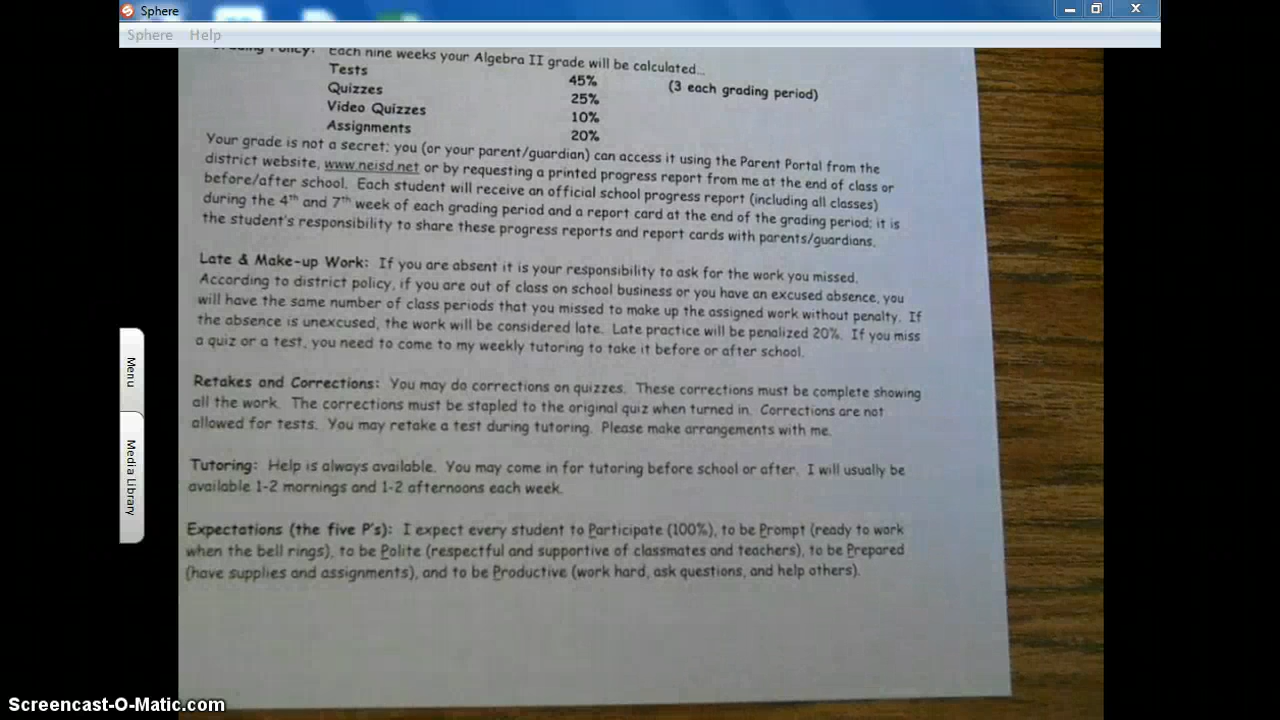 Sphere
Sphere Help
Grading Policy: Each nine weeks your Algebra II grade will be calculated...
Tests 45% (3 each grading period)
Quizzes 25%
Video Quizzes 10%
Assignments 20%
Your grade is not a secret; you (or your parent/guardian) can access it using the Parent Portal from the
district website, www.neisd.net or by requesting a printed progress report from me at the end of class or
before/after school. Each student will receive an official school progress report (including all classes)
during the 4th and 7th week of each grading period and a report card at the end of the grading period; it is
the student's responsibility to share these progress reports and report cards with parents/guardians.
Late & Make-up Work: If you are absent it is your responsibility to ask for the work you missed.
According to district policy, if you are out of class on school business or you have an excused absence, you
will have the same number of class periods that you missed to make up the assigned work without penalty. If
the absence is unexcused, the work will be considered late. Late practice will be penalized 20%. If you miss
a quiz or a test, you need to come to my weekly tutoring to take it before or after school.
Retakes and Corrections: You may do corrections on quizzes. These corrections must be complete showing
all the work. The corrections must be stapled to the original quiz when turned in. Corrections are not
allowed for tests. You may retake a test during tutoring. Please make arrangements with me.
Tutoring: Help is always available. You may come in for tutoring before school or after. I will usually be
available 1-2 mornings and 1-2 afternoons each week.
Expectations (the five P's): I expect every student to Participate (100%), to be Prompt (ready to work
when the bell rings), to be Polite (respectful and supportive of classmates and teachers), to be Prepared
(have supplies and assignments), and to be Productive (work hard, ask questions, and help others).
Menu
Media Library
Screencast-O-Matic.com